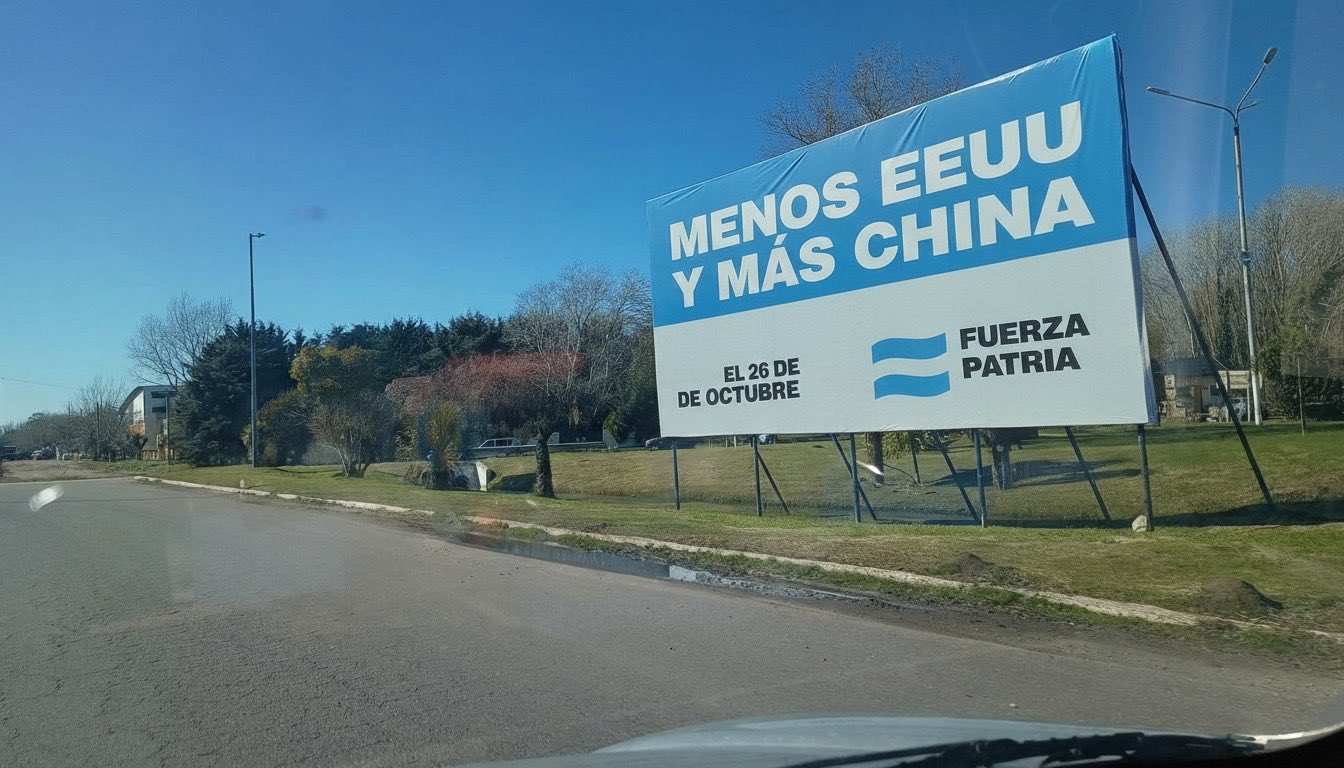 MENOS EEUU
Y MÁS CHINA
EL 26 DE
DE OCTUBRE
FUERZA
PATRIA